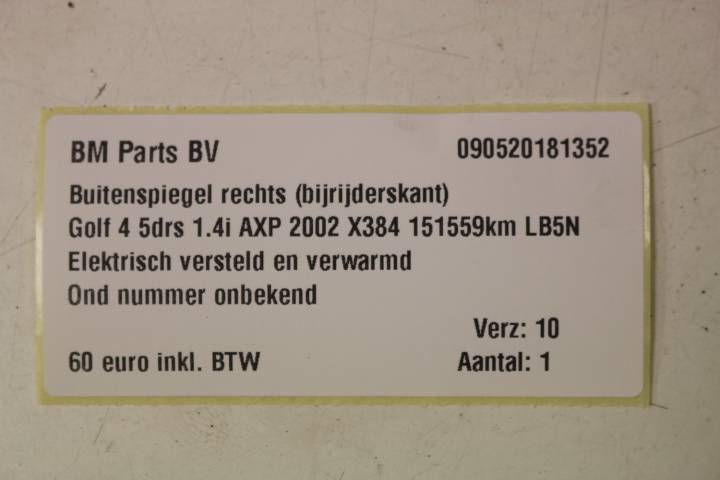 BM Parts BV 090520181352
Buitenspiegel rechts (bijrijderskant)
Golf 4 5drs 1.4i AXP 2002 X384 151559km LB5N
Elektrisch versteld en verwarmd
Ond nummer onbekend
Verz: 10
60 euro inkl. BTW Aantal: 1